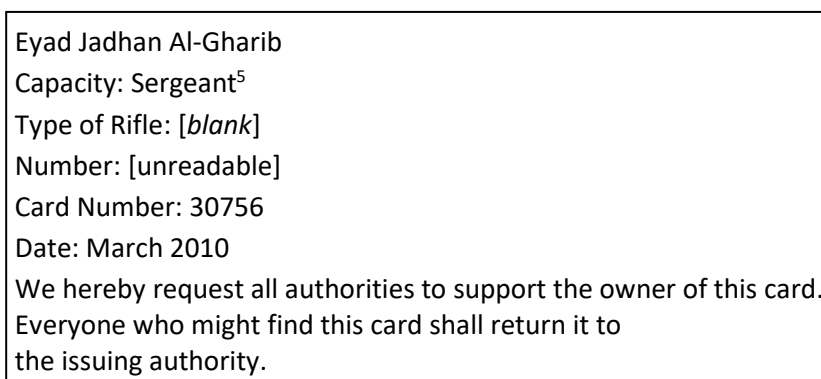 Eyad Jadhan Al-Gharib
Capacity: Sergeant⁵
Type of Rifle: [blank]
Number: [unreadable]
Card Number: 30756
Date: March 2010
We hereby request all authorities to support the owner of this card.
Everyone who might find this card shall return it to
the issuing authority.